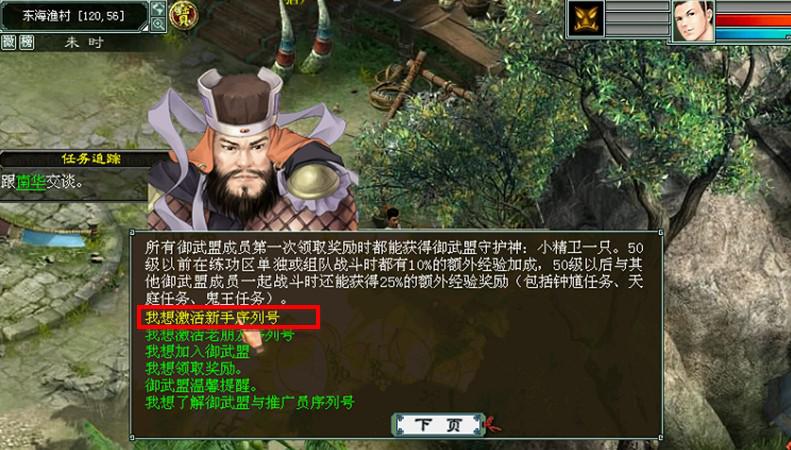 东海渔村[120,56]
贡
微 榜 未 时
任务追踪
跟南华交谈。
所有御武盟成员第一次领取奖励时都能获得御武盟守护神：小精卫一只。50
级以前在练功区单独或组队战斗时都有10%的额外经验加成，50级以后与其
他御武盟成员一起战斗时还能获得25%的额外经验奖励（包括钟馗任务、天
庭任务、鬼王任务）。
我想激活新手序列号
我想激活老朋友序列号
我想加入御武盟
我想领取奖励。
御武盟温馨提醒。
我想了解御武盟与推广员序列号
下 页